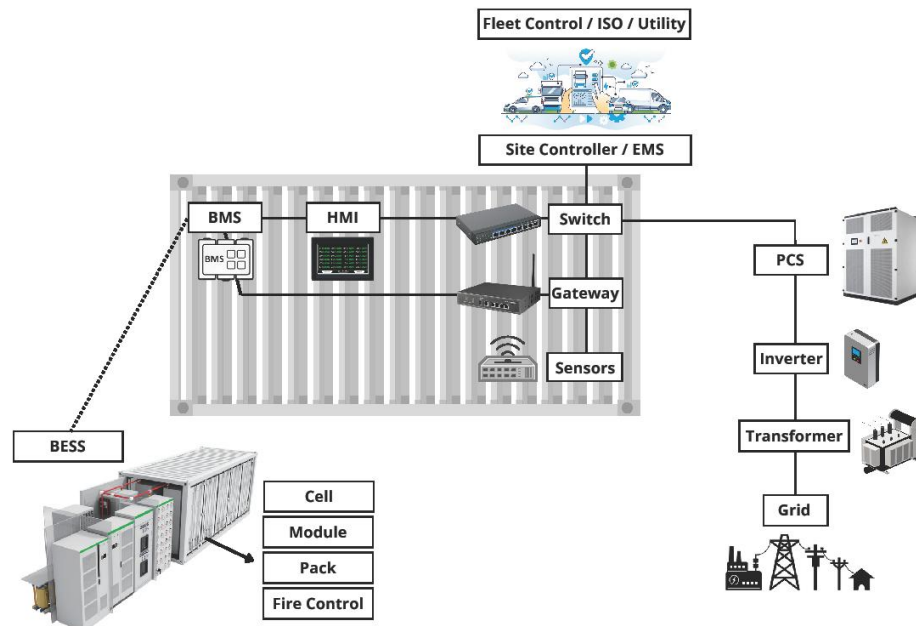 Fleet Control / ISO / Utility
Site Controller / EMS
BMS
HMI
Switch
BMS
PCS
Gateway
Sensors
Inverter
BESS
Transformer
Cell
Module
Pack
Fire Control
Grid